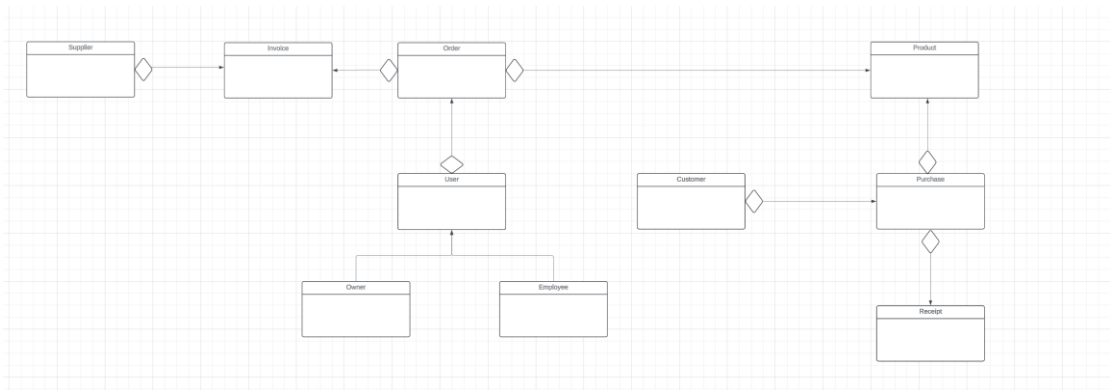 Supplier
Invoice
Order
Product
User
Customer
Purchase
Owner
Employee
Receipt